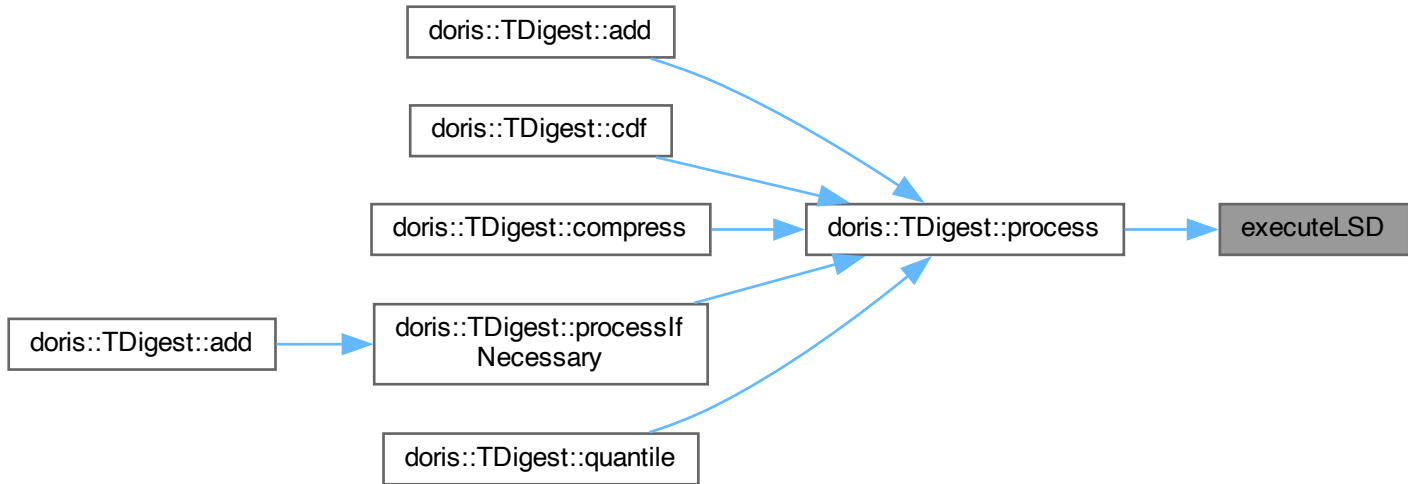 doris::TDigest::add
doris::TDigest::cdf
doris::TDigest::compress
doris::TDigest::process
executeLSD
doris::TDigest::add
doris::TDigest::processIf
Necessary
doris::TDigest::quantile